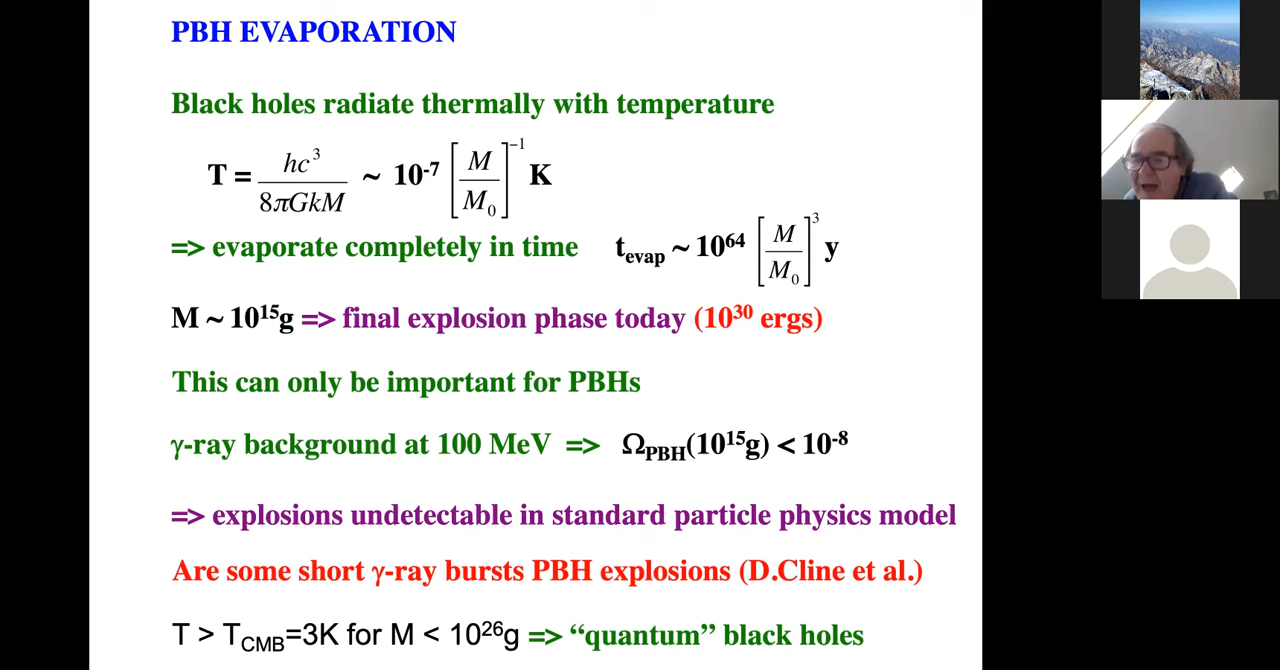 PBH EVAPORATION
Black holes radiate thermally with temperature
T = hc³ / 8πGkM ~ 10⁻⁷ [M / M₀]⁻¹ K
=> evaporate completely in time t_evap ~ 10⁶⁴ [M / M₀]³ y
M ~ 10¹⁵g => final explosion phase today (10³⁰ ergs)
This can only be important for PBHs
γ-ray background at 100 MeV => Ω_PBH(10¹⁵g) < 10⁻⁸
=> explosions undetectable in standard particle physics model
Are some short γ-ray bursts PBH explosions (D.Cline et al.)
T > T_CMB=3K for M < 10²⁶g => “quantum” black holes